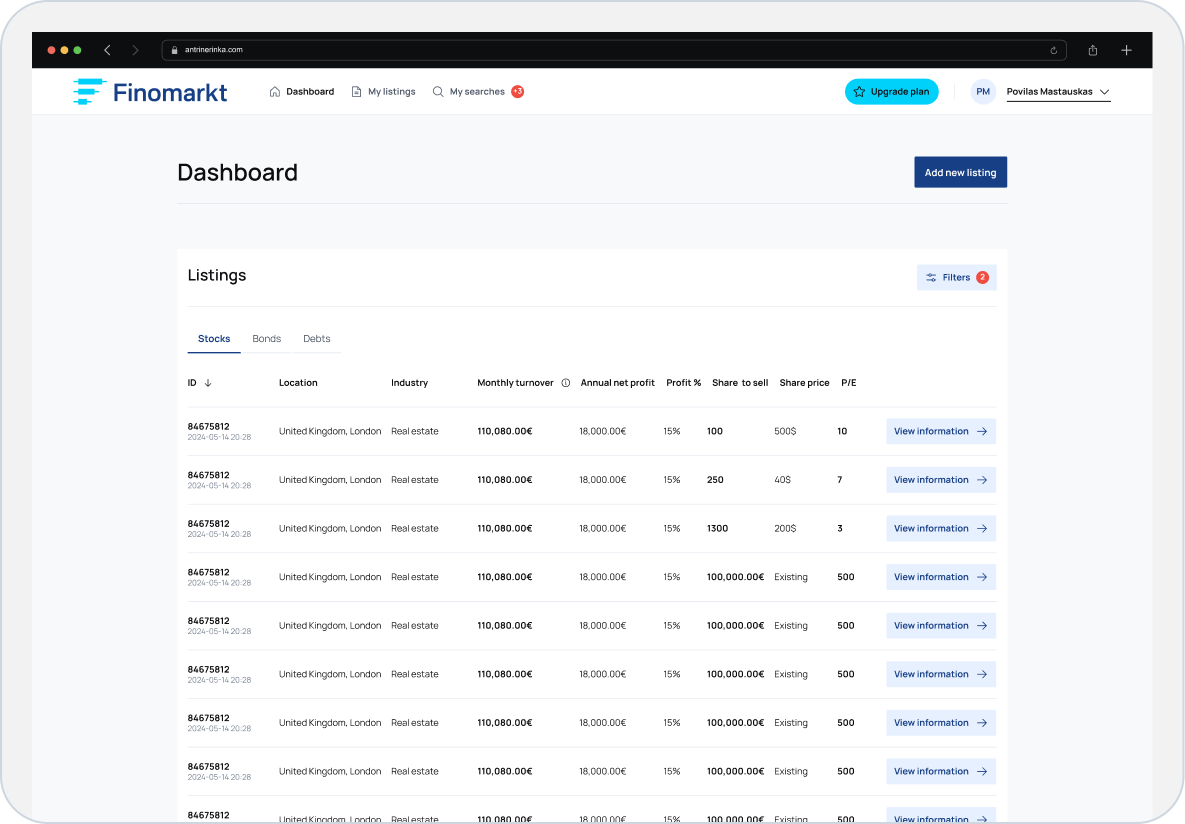 antrinerinka.com
Finomarkt Dashboard My listings My searches +3 Upgrade plan PM Povilas Mastauskas
Dashboard Add new listing
Listings Filters 2
Stocks Bonds Debts
ID Location Industry Monthly turnover Annual net profit Profit % Share to sell Share price P/E
84675812
2024-05-14 20:28 United Kingdom, London Real estate 110,080.00€ 18,000.00€ 15% 100 500$ 10 View information
84675812
2024-05-14 20:28 United Kingdom, London Real estate 110,080.00€ 18,000.00€ 15% 250 40$ 7 View information
84675812
2024-05-14 20:28 United Kingdom, London Real estate 110,080.00€ 18,000.00€ 15% 1300 200$ 3 View information
84675812
2024-05-14 20:28 United Kingdom, London Real estate 110,080.00€ 18,000.00€ 15% 100,000.00€ Existing 500 View information
84675812
2024-05-14 20:28 United Kingdom, London Real estate 110,080.00€ 18,000.00€ 15% 100,000.00€ Existing 500 View information
84675812
2024-05-14 20:28 United Kingdom, London Real estate 110,080.00€ 18,000.00€ 15% 100,000.00€ Existing 500 View information
84675812
2024-05-14 20:28 United Kingdom, London Real estate 110,080.00€ 18,000.00€ 15% 100,000.00€ Existing 500 View information
84675812
2024-05-14 20:28 United Kingdom, London Real estate 110,080.00€ 18,000.00€ 15% 100,000.00€ Existing 500 View information
84675812
United Kingdom, London Real estate 110,080.00€ 18,000.00€ 15% 100,000.00€ Existing 500 View information